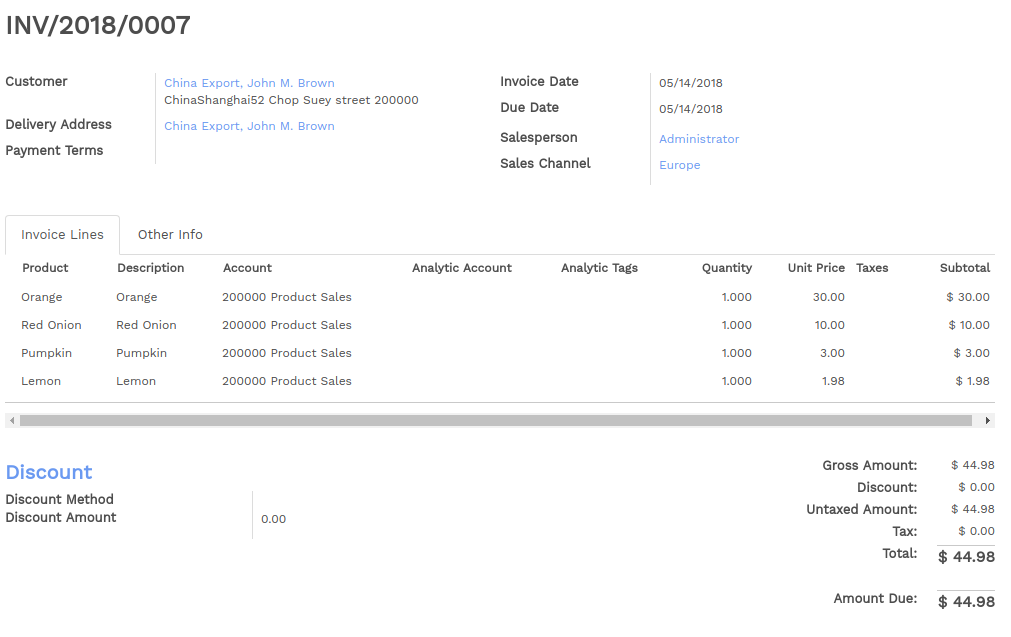 INV/2018/0007
Customer China Export, John M. Brown
ChinaShanghai52 Chop Suey street 200000
Delivery Address China Export, John M. Brown
Payment Terms
Invoice Date 05/14/2018
Due Date 05/14/2018
Salesperson Administrator
Sales Channel Europe
Invoice Lines Other Info
Product Description Account Analytic Account Analytic Tags Quantity Unit Price Taxes Subtotal
Orange Orange 200000 Product Sales 1.000 30.00 $ 30.00
Red Onion Red Onion 200000 Product Sales 1.000 10.00 $ 10.00
Pumpkin Pumpkin 200000 Product Sales 1.000 3.00 $ 3.00
Lemon Lemon 200000 Product Sales 1.000 1.98 $ 1.98
Discount
Discount Method
Discount Amount 0.00
Gross Amount: $ 44.98
Discount: $ 0.00
Untaxed Amount: $ 44.98
Tax: $ 0.00
Total: $ 44.98
Amount Due: $ 44.98